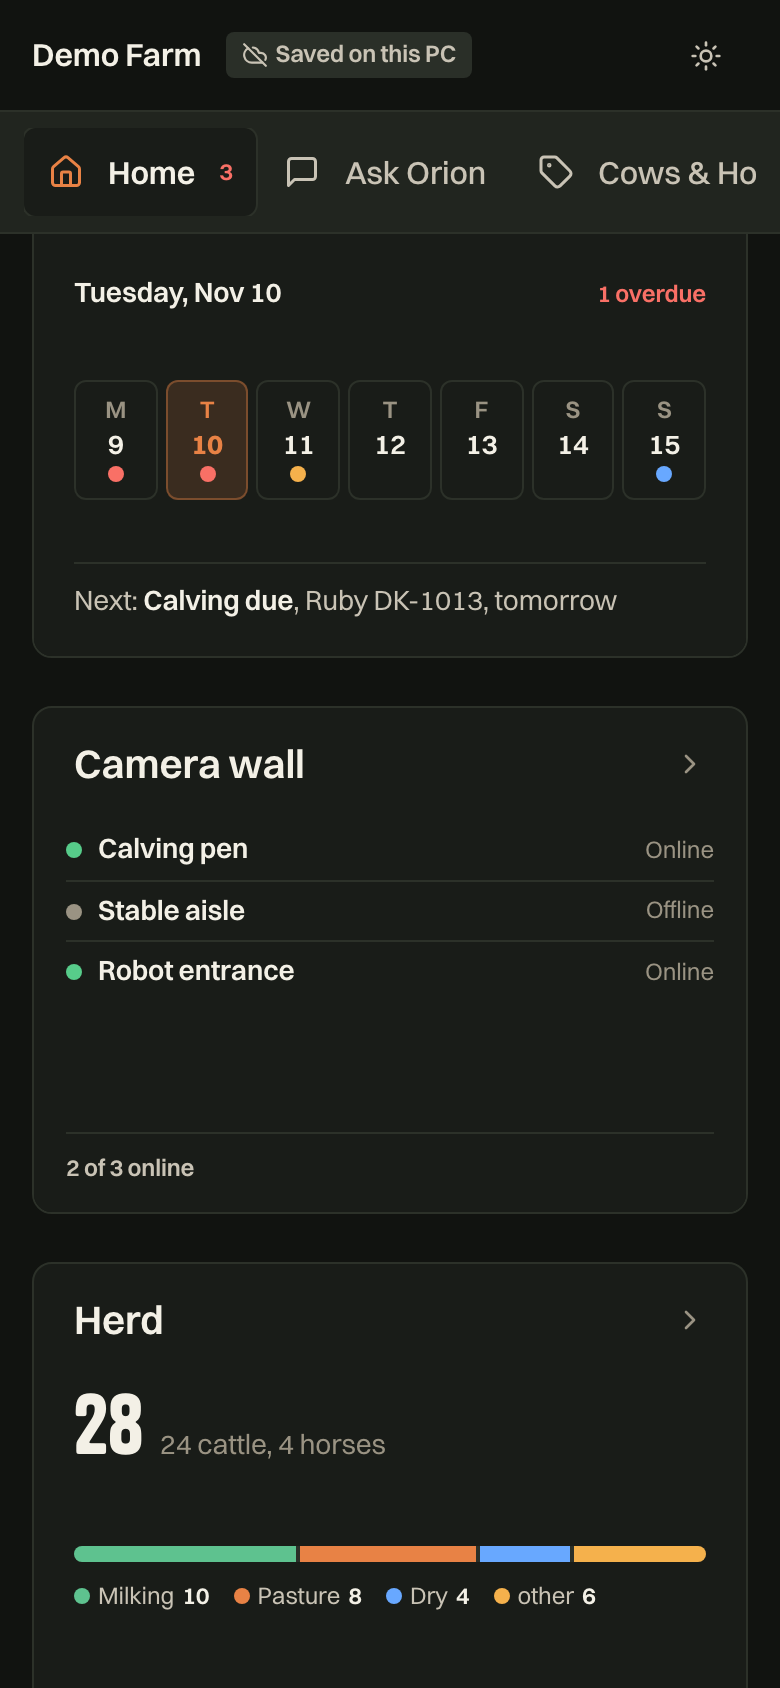 Demo Farm Saved on this PC
Home 3 Ask Orion Cows & Ho
Tuesday, Nov 10 1 overdue
M T W T F S S
9 10 11 12 13 14 15
Next: Calving due, Ruby DK-1013, tomorrow
Camera wall
Calving pen Online
Stable aisle Offline
Robot entrance Online
2 of 3 online
Herd
28 24 cattle, 4 horses
Milking 10 Pasture 8 Dry 4 other 6